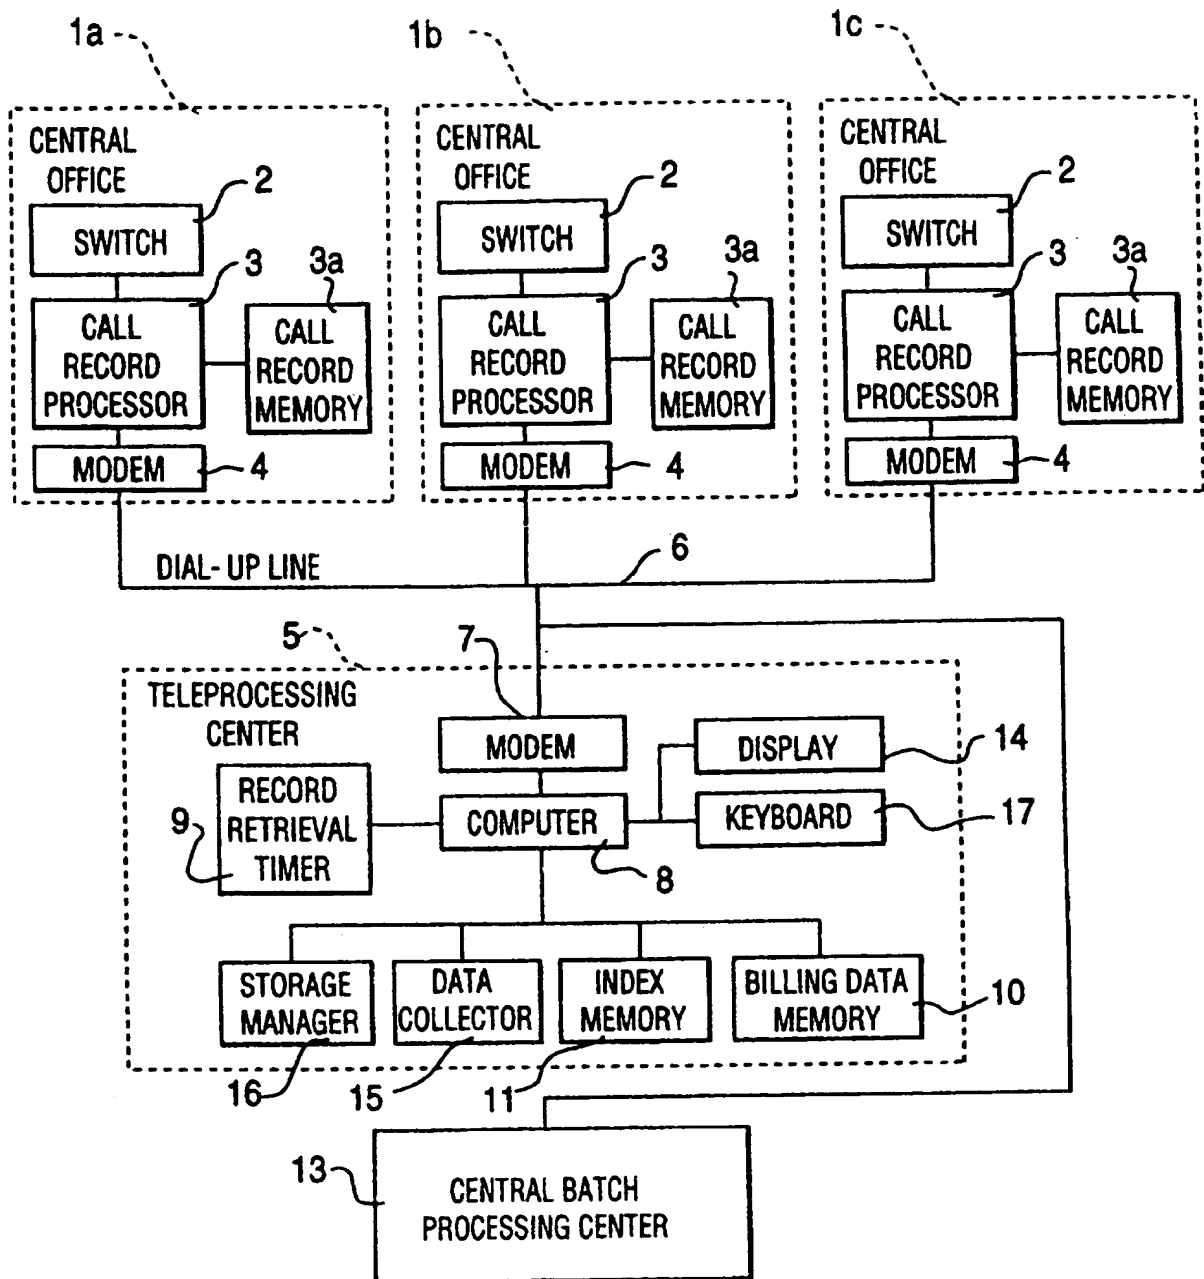 1a
1b
1c
CENTRAL
OFFICE
2
SWITCH
3
3a
CALL
RECORD
PROCESSOR
CALL
RECORD
MEMORY
MODEM
4
CENTRAL
OFFICE
2
SWITCH
3
3a
CALL
RECORD
PROCESSOR
CALL
RECORD
MEMORY
MODEM
4
CENTRAL
OFFICE
2
SWITCH
3
3a
CALL
RECORD
PROCESSOR
CALL
RECORD
MEMORY
MODEM
4
DIAL-UP LINE
6
5
7
TELEPROCESSING
CENTER
MODEM
DISPLAY
14
RECORD
RETRIEVAL
TIMER
9
COMPUTER
8
KEYBOARD
17
STORAGE
MANAGER
16
DATA
COLLECTOR
15
INDEX
MEMORY
11
BILLING DATA
MEMORY
10
13
CENTRAL BATCH
PROCESSING CENTER